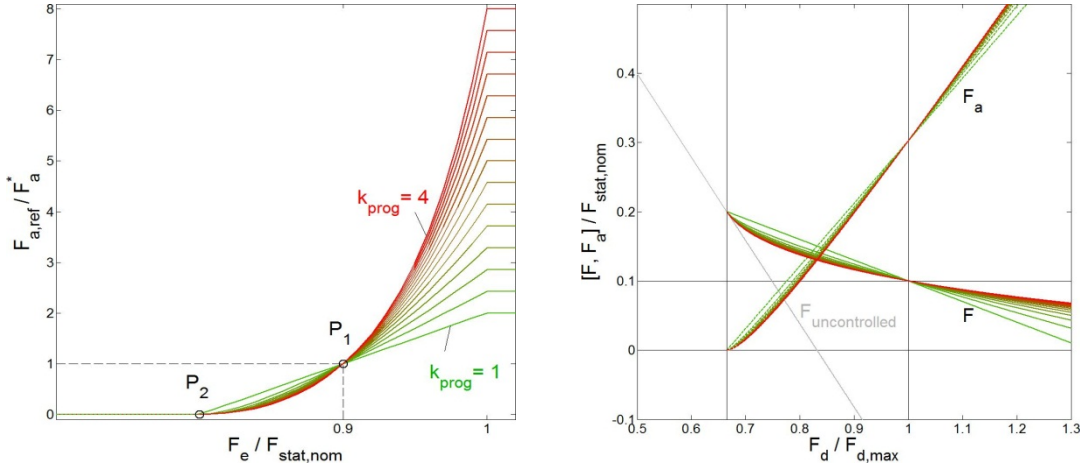 8
7
6
5
4
3
2
1
0
F_a,ref / F_a^*
k_prog = 4
P_1
P_2
k_prog = 1
0.9
1
F_e / F_stat,nom
0.4
0.3
0.2
0.1
0
-0.1
[F, F_a] / F_stat,nom
F_a
F_uncontrolled
F
0.5
0.6
0.7
0.8
0.9
1
1.1
1.2
1.3
F_d / F_d,max